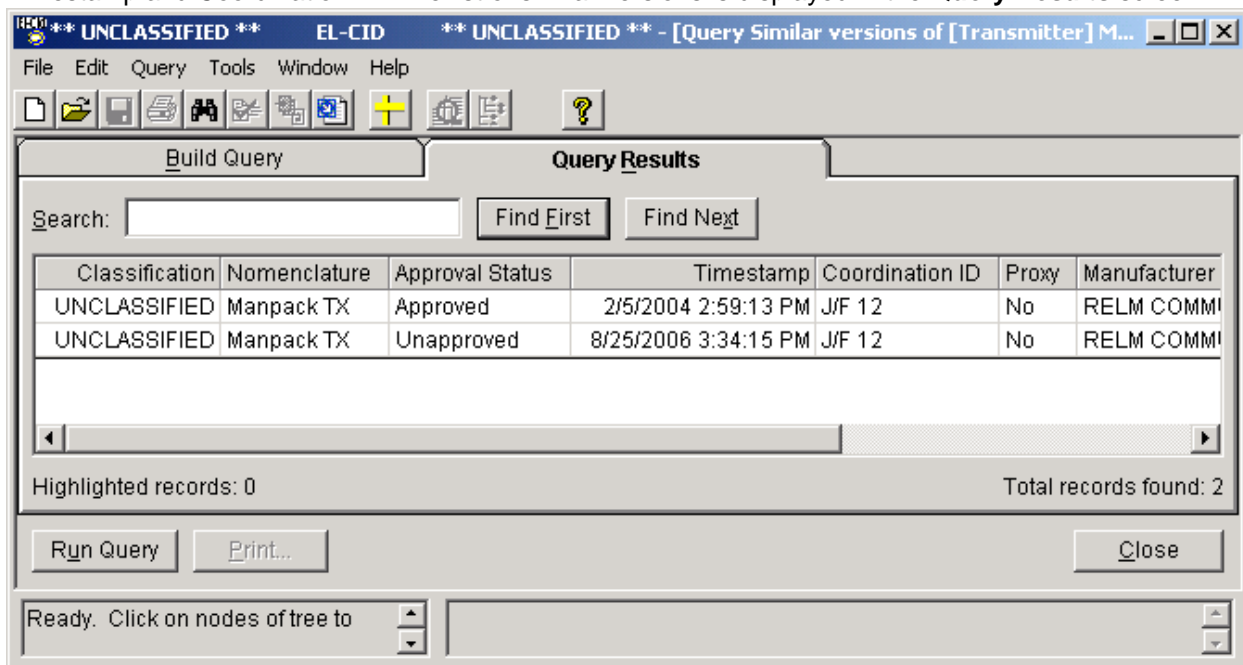 ** UNCLASSIFIED ** EL-CID ** UNCLASSIFIED ** - [Query Similar versions of [Transmitter] M...
File Edit Query Tools Window Help
Build Query Query Results
Search: Find First Find Next
Classification Nomenclature Approval Status Timestamp Coordination ID Proxy Manufacturer
UNCLASSIFIED Manpack TX Approved 2/5/2004 2:59:13 PM J/F 12 No RELM COMMU
UNCLASSIFIED Manpack TX Unapproved 8/25/2006 3:34:15 PM J/F 12 No RELM COMMU
Highlighted records: 0 Total records found: 2
Run Query Print... Close
Ready. Click on nodes of tree to